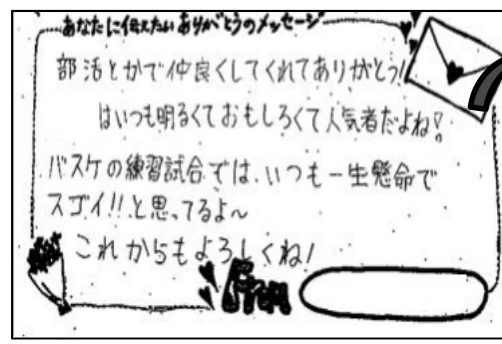 あなたに伝えたいありがとうのメッセージ
部活とかで仲良くしてくれてありがとう!
はいつも明るくておもしろくて人気者だよね!
バスケの練習試合では、いつも一生懸命で
スゴイ!!と思ってるよ～
これからもよろしくね!
From